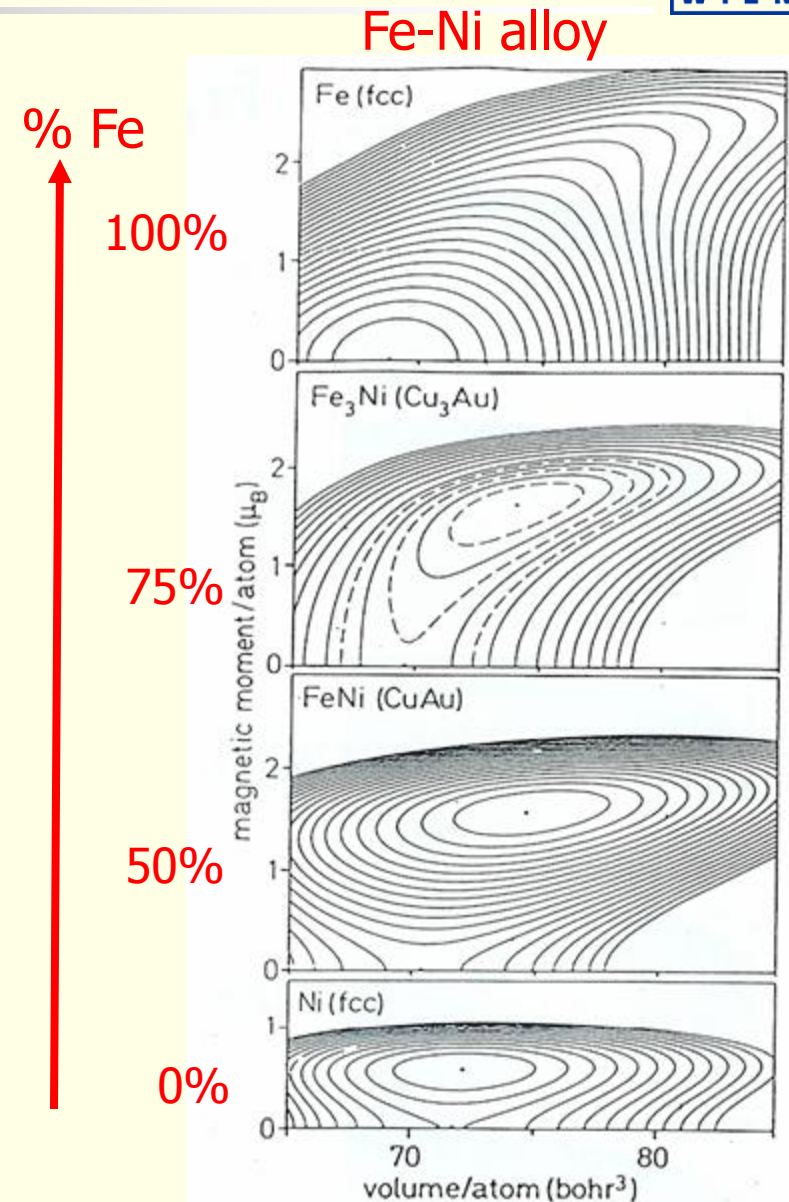 W I E N
Fe-Ni alloy
% Fe
100%
75%
50%
0%
Fe (fcc)
2
1
0
Fe₃Ni (Cu₃Au)
2
1
0
FeNi (CuAu)
2
1
0
Ni (fcc)
1
0
magnetic moment/atom (μ_B)
70
80
volume/atom (bohr³)